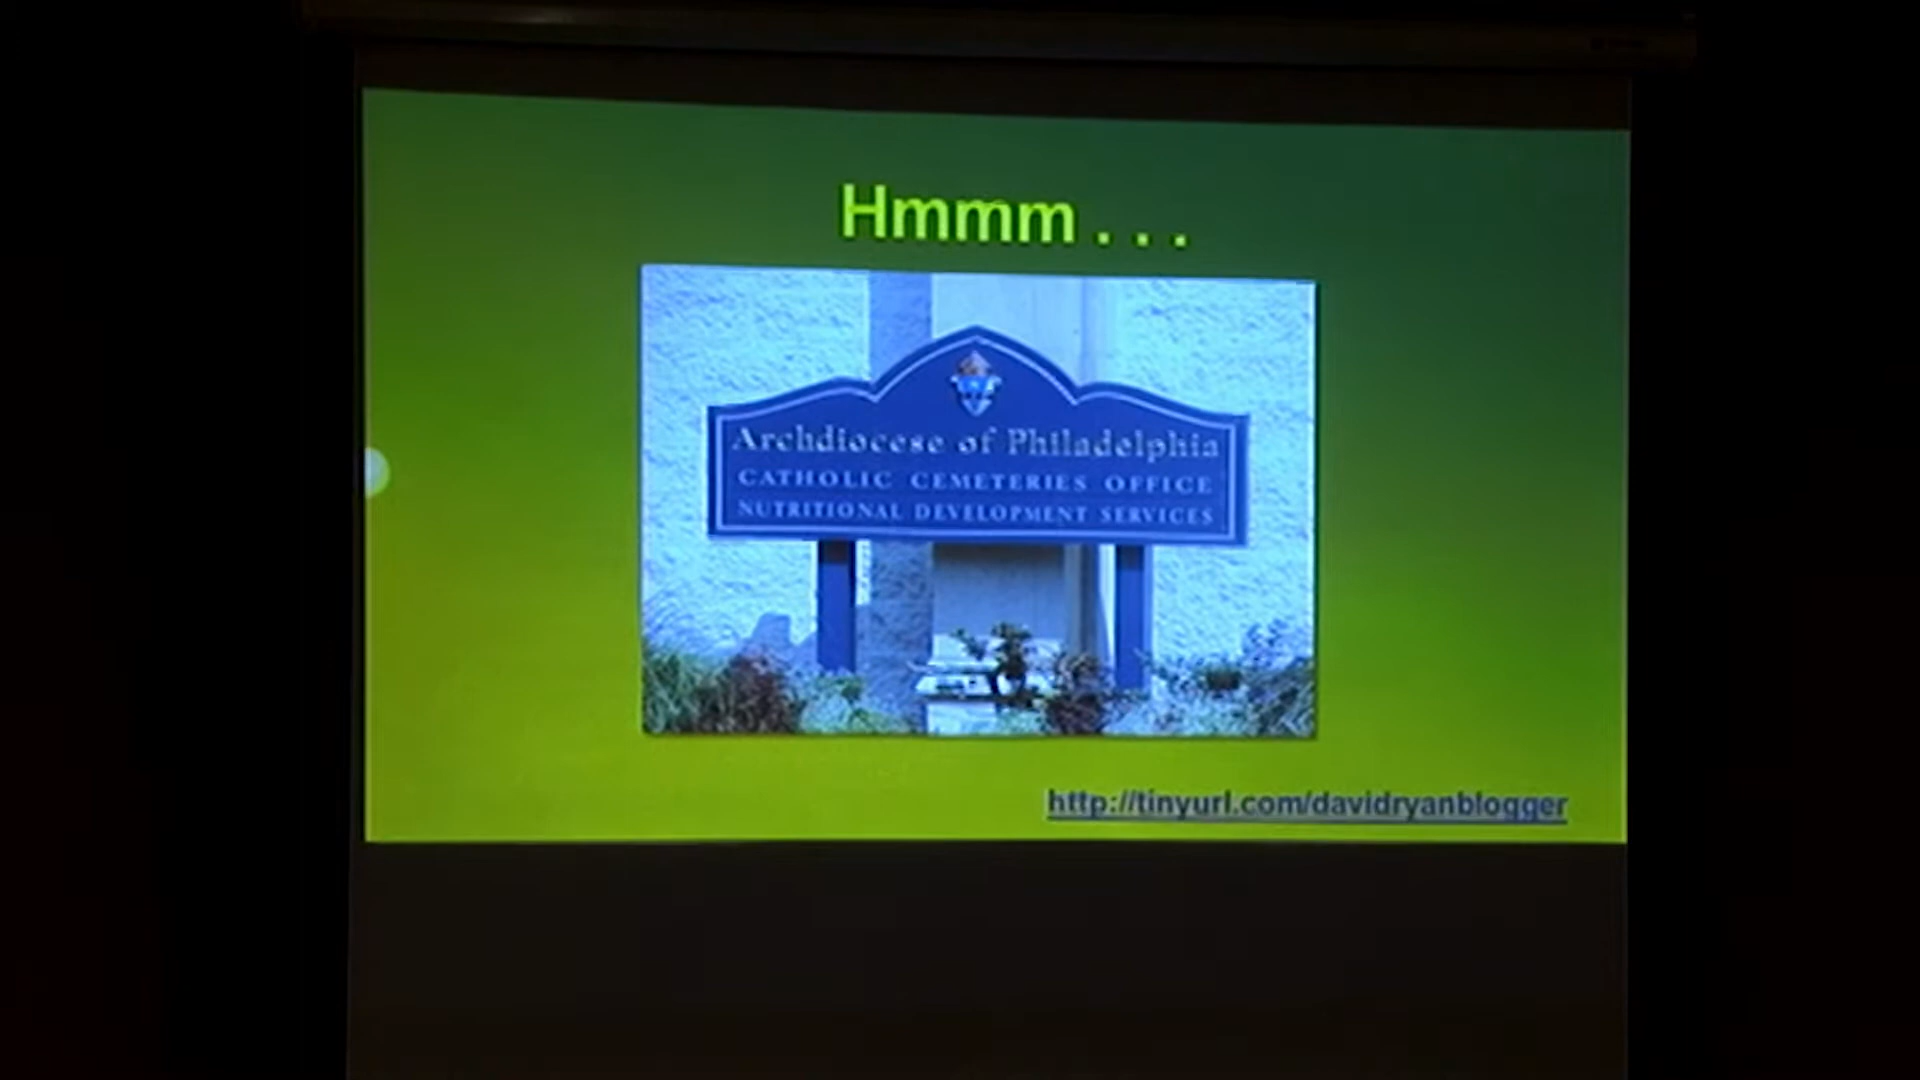 Hmmm . . .
Archdiocese of Philadelphia
CATHOLIC CEMETERIES OFFICE
NUTRITIONAL DEVELOPMENT SERVICES
http://tinyurl.com/davidryanblogger